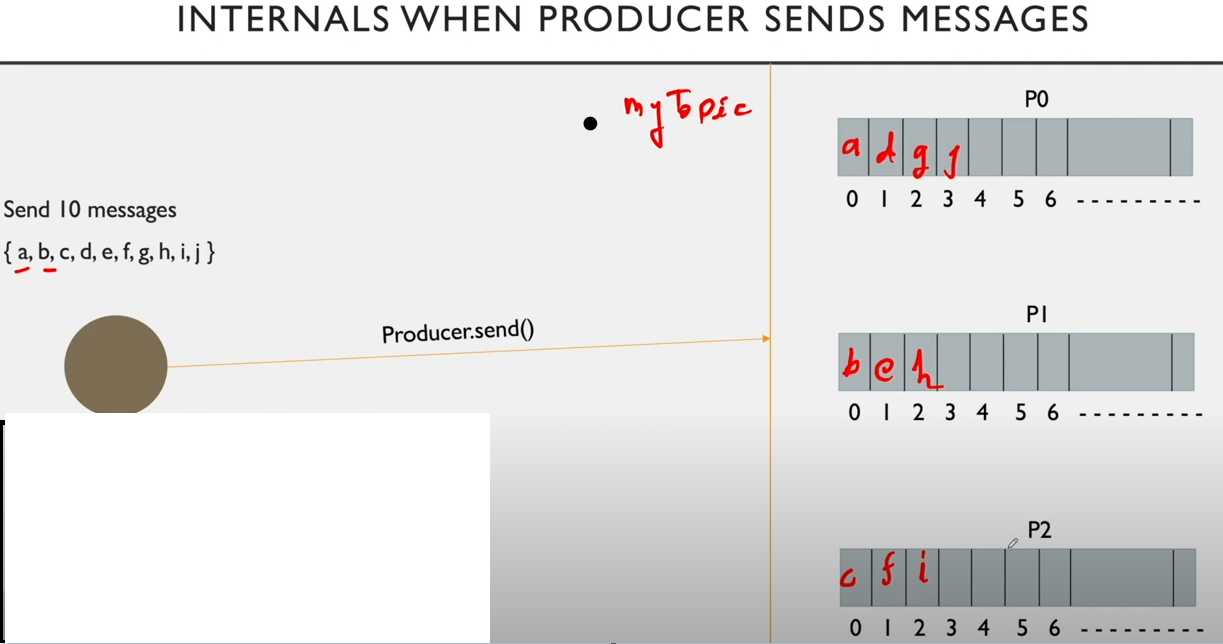 INTERNALS WHEN PRODUCER SENDS MESSAGES
• myTopic
Send 10 messages
{ a, b, c, d, e, f, g, h, i, j }
Producer.send()
P0
a d g j
0 1 2 3 4 5 6 ---------
P1
b e h
0 1 2 3 4 5 6 ---------
P2
c f i
0 1 2 3 4 5 6 ---------